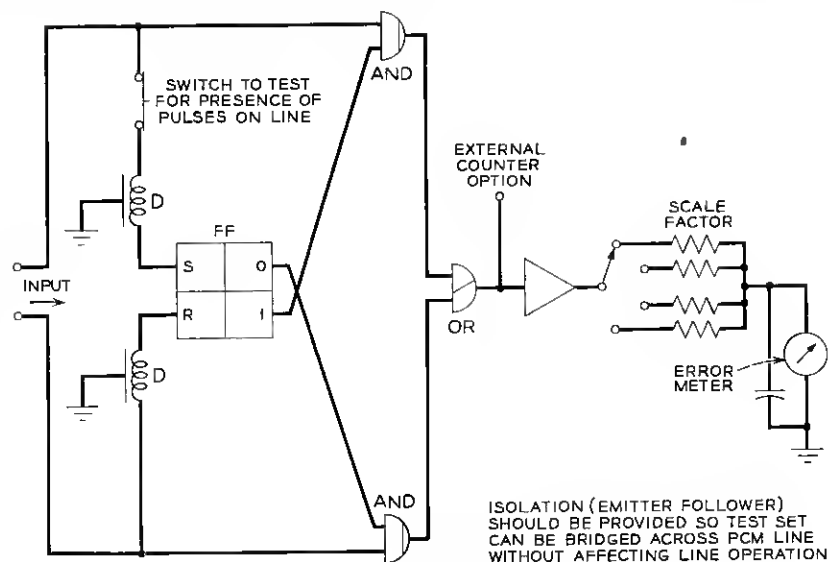 AND
SWITCH TO TEST
FOR PRESENCE OF
PULSES ON LINE
EXTERNAL
COUNTER
OPTION
SCALE
FACTOR
D
FF
S
O
INPUT
R
1
OR
D
ERROR
METER
AND
ISOLATION (EMITTER FOLLOWER)
SHOULD BE PROVIDED SO TEST SET
CAN BE BRIDGED ACROSS PCM LINE
WITHOUT AFFECTING LINE OPERATION